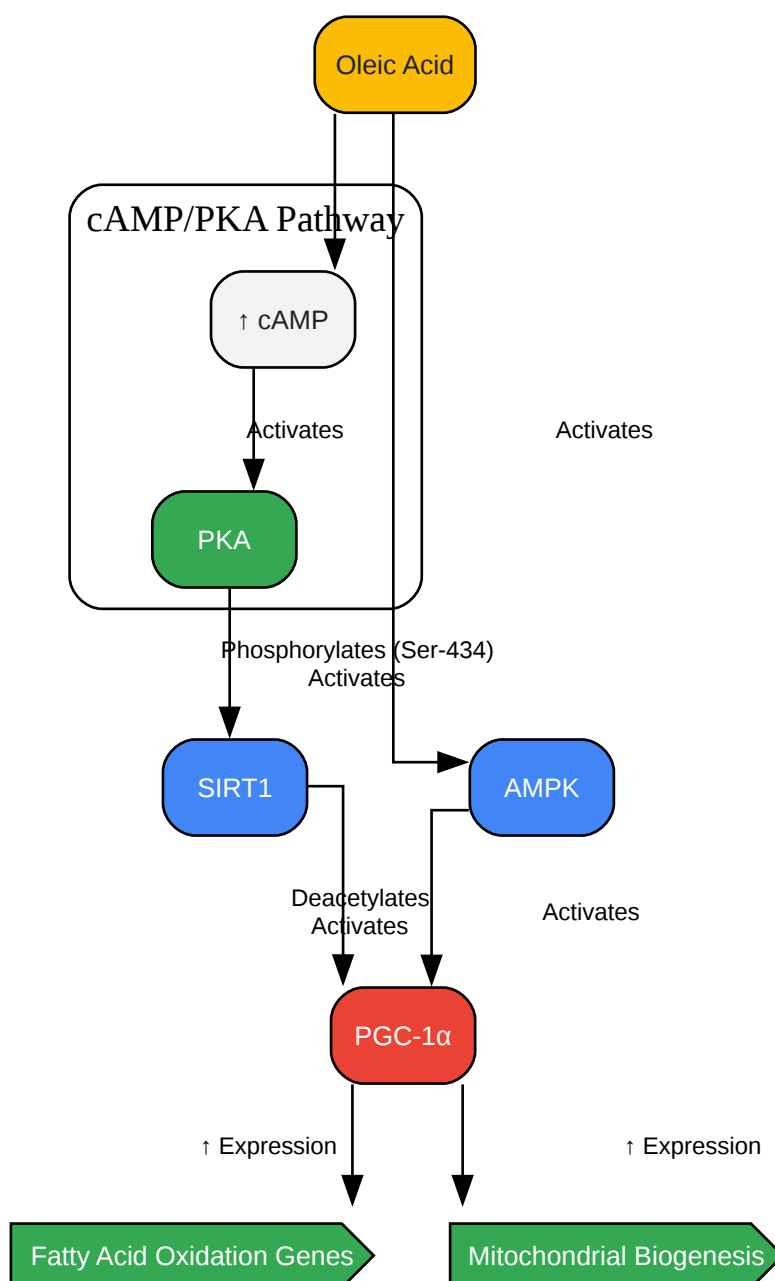 Oleic Acid
cAMP/PKA Pathway
↑ cAMP
Activates
Activates
PKA
Phosphorylates (Ser-434)
Activates
SIRT1
AMPK
Deacetylates
Activates
Activates
PGC-1α
↑ Expression
↑ Expression
Fatty Acid Oxidation Genes
Mitochondrial Biogenesis